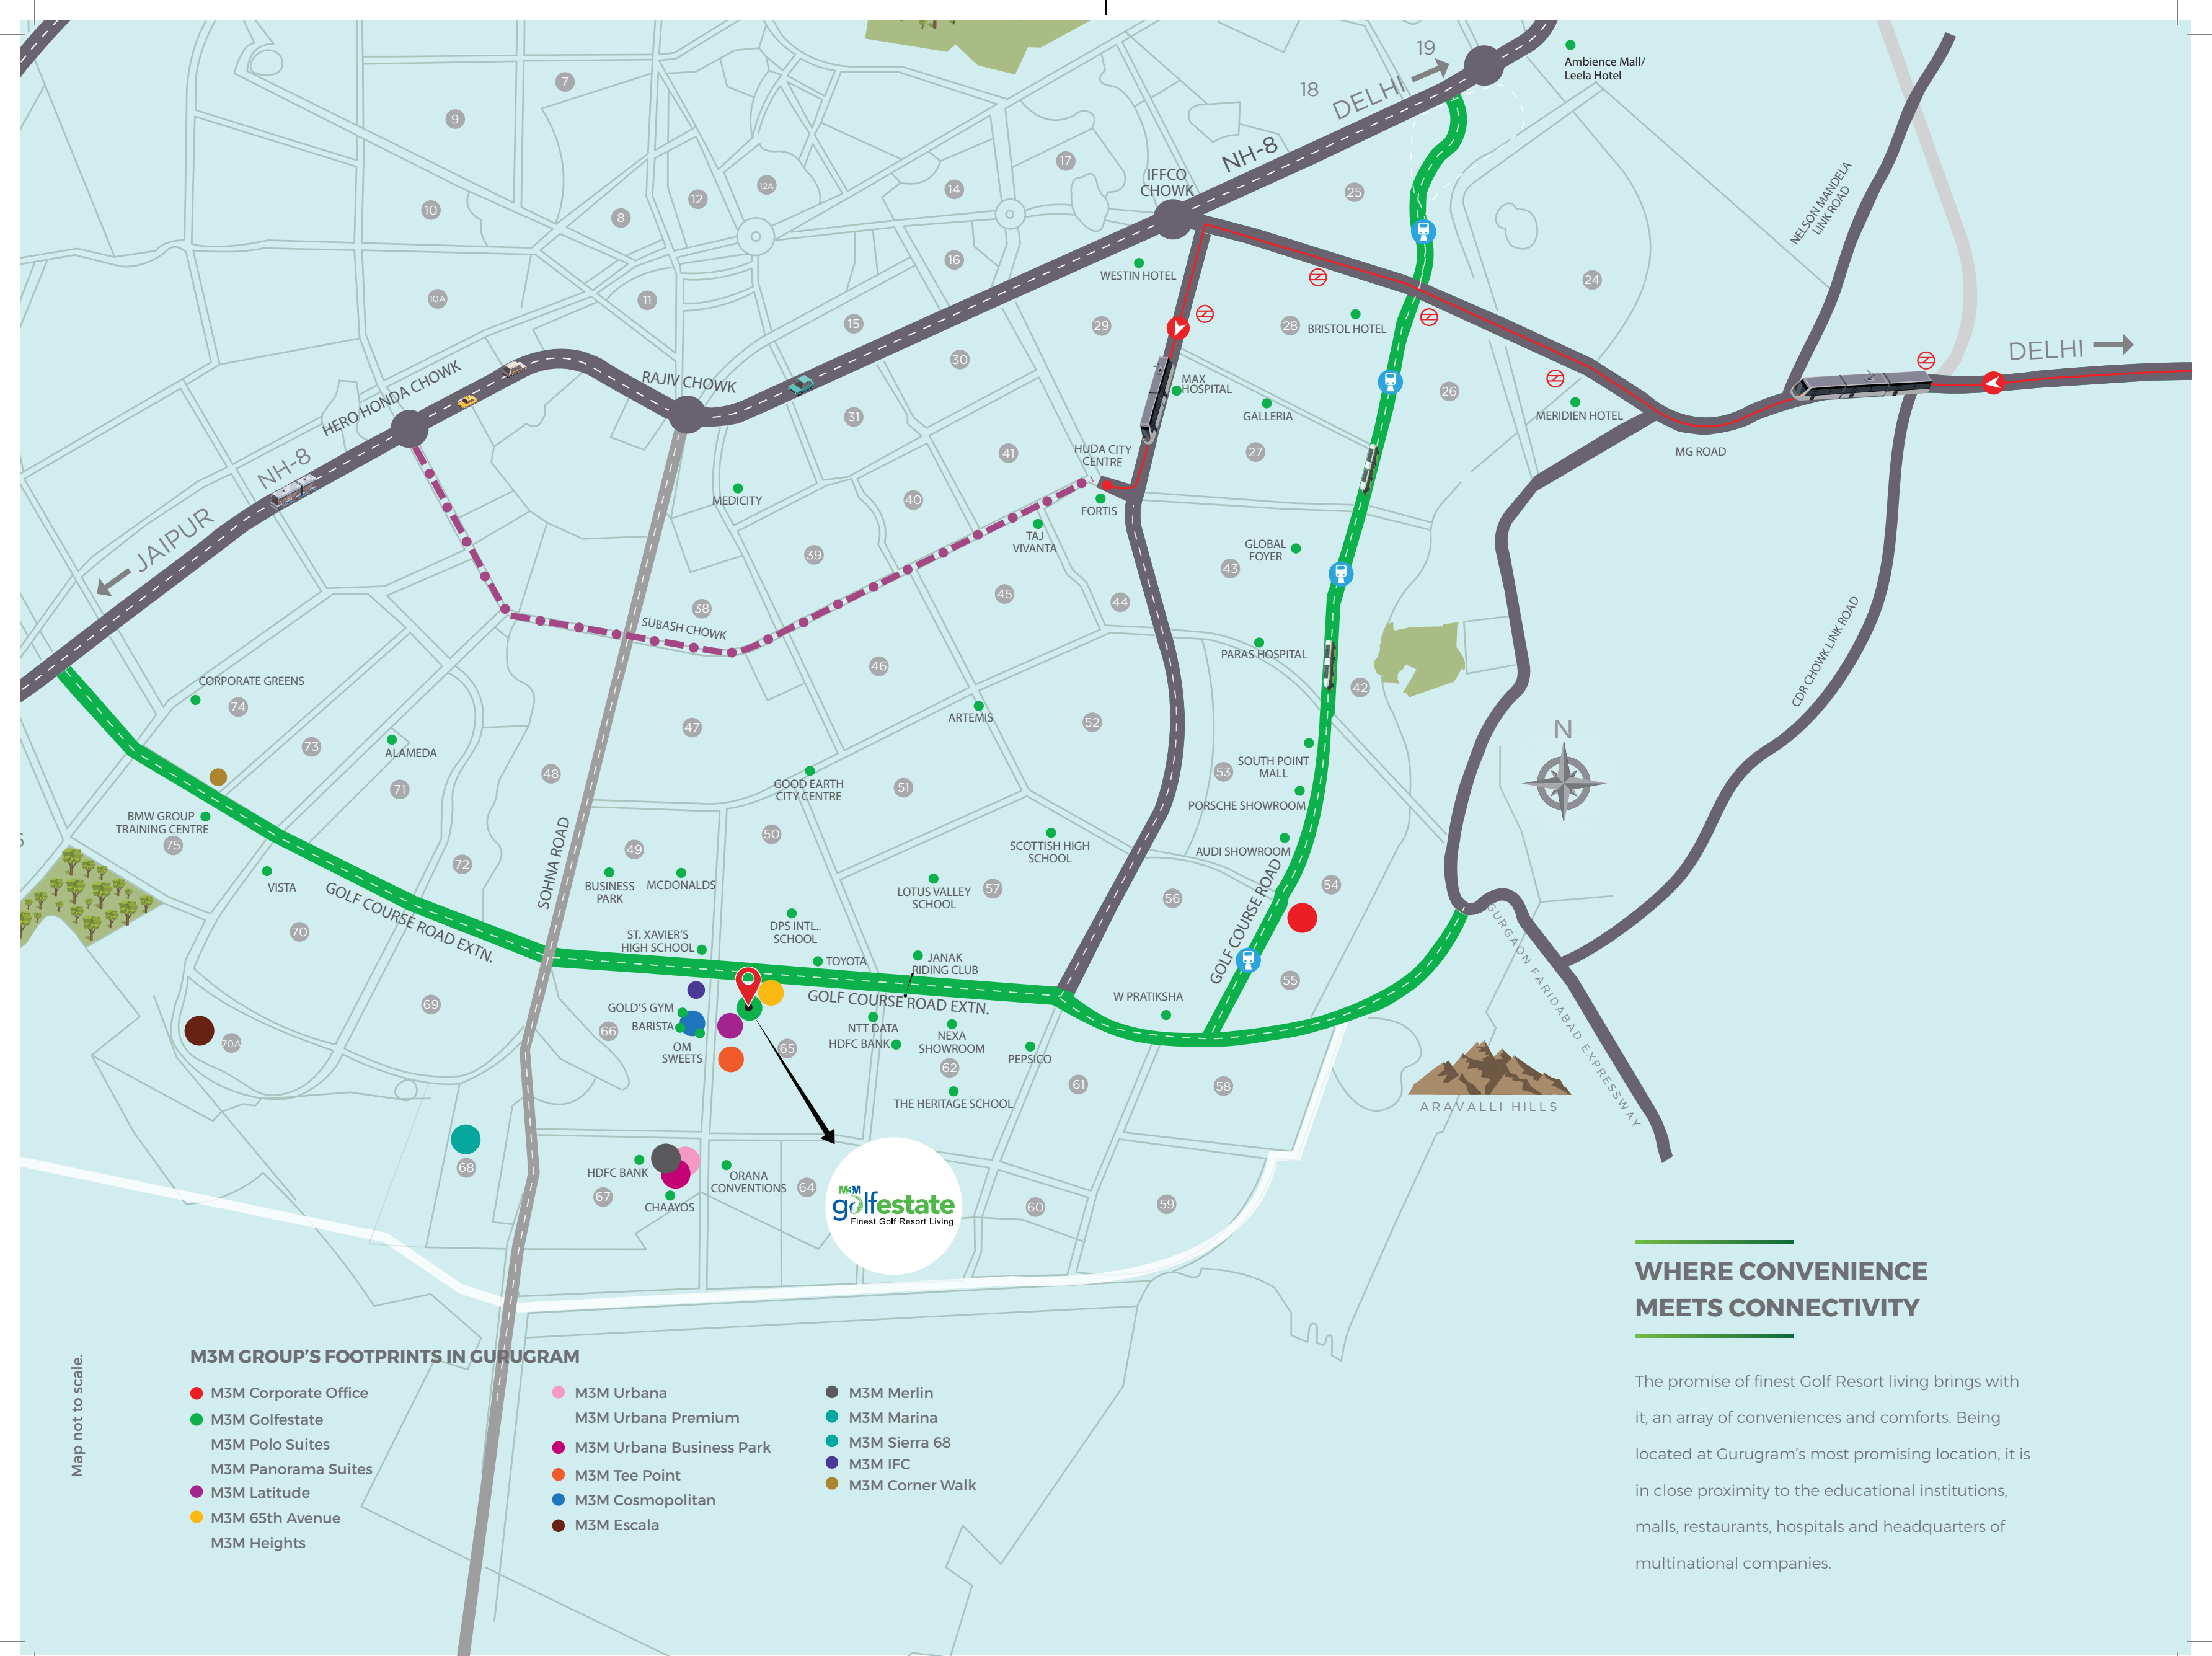 19
Ambience Mall/
Leela Hotel
18
DELHI
7
9
NH-8
17
IFFCO
CHOWK
12A
14
25
12
10
8
NELSON MANDELA
LINK ROAD
16
WESTIN HOTEL
24
10A
11
15
29
28
BRISTOL HOTEL
DELHI
30
HERO HONDA CHOWK
RAJIV CHOWK
MAX
HOSPITAL
26
31
GALLERIA
MERIDIEN HOTEL
MG ROAD
41
HUDA CITY
CENTRE
27
NH-8
MEDICITY
40
FORTIS
JAIPUR
TAJ
VIVANTA
39
GLOBAL
FOYER
43
38
45
44
SUBASH CHOWK
PARAS HOSPITAL
CDR CHOWK LINK ROAD
46
CORPORATE GREENS
74
42
47
ARTEMIS
52
N
73
ALAMEDA
48
53
SOUTH POINT
MALL
71
GOOD EARTH
CITY CENTRE
51
PORSCHE SHOWROOM
BMW GROUP
TRAINING CENTRE
75
50
SCOTTISH HIGH
SCHOOL
AUDI SHOWROOM
49
72
SOHNA ROAD
VISTA
BUSINESS
PARK
MCDONALDS
LOTUS VALLEY
SCHOOL
57
56
54
GOLF COURSE ROAD
GOLF COURSE ROAD EXTN.
70
DPS INTL..
SCHOOL
ST. XAVIER'S
HIGH SCHOOL
TOYOTA
JANAK
RIDING CLUB
GURGAON FARIDABAD EXPRESSWAY
55
69
GOLF COURSE ROAD EXTN.
W PRATIKSHA
GOLD'S GYM
BARISTA
66
70A
OM
SWEETS
65
NTT DATA
HDFC BANK
NEXA
SHOWROOM
62
PEPSICO
61
58
THE HERITAGE SCHOOL
ARAVALLI HILLS
68
HDFC BANK
67
CHAAYOS
ORANA
CONVENTIONS
64
M3M
golfestate
Finest Golf Resort Living
60
59
WHERE CONVENIENCE
MEETS CONNECTIVITY
The promise of finest Golf Resort living brings with
it, an array of conveniences and comforts. Being
located at Gurugram's most promising location, it is
in close proximity to the educational institutions,
malls, restaurants, hospitals and headquarters of
multinational companies.
Map not to scale.
M3M GROUP'S FOOTPRINTS IN GURUGRAM
M3M Corporate Office
M3M Golfestate
M3M Polo Suites
M3M Panorama Suites
M3M Latitude
M3M 65th Avenue
M3M Heights
M3M Urbana
M3M Urbana Premium
M3M Urbana Business Park
M3M Tee Point
M3M Cosmopolitan
M3M Escala
M3M Merlin
M3M Marina
M3M Sierra 68
M3M IFC
M3M Corner Walk